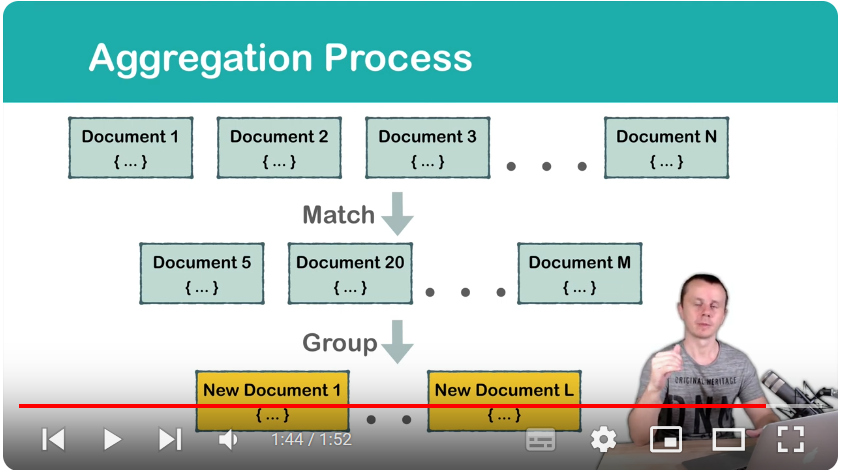 Aggregation Process
Document 1
{ ... }
Document 2
{ ... }
Document 3
{ ... }
Document N
{ ... }
Match
Document 5
{ ... }
Document 20
{ ... }
Document M
{ ... }
Group
New Document 1
{ ... }
New Document L
{ ... }
ORIGINAL HERITAGE
DNA
1:44 / 1:52